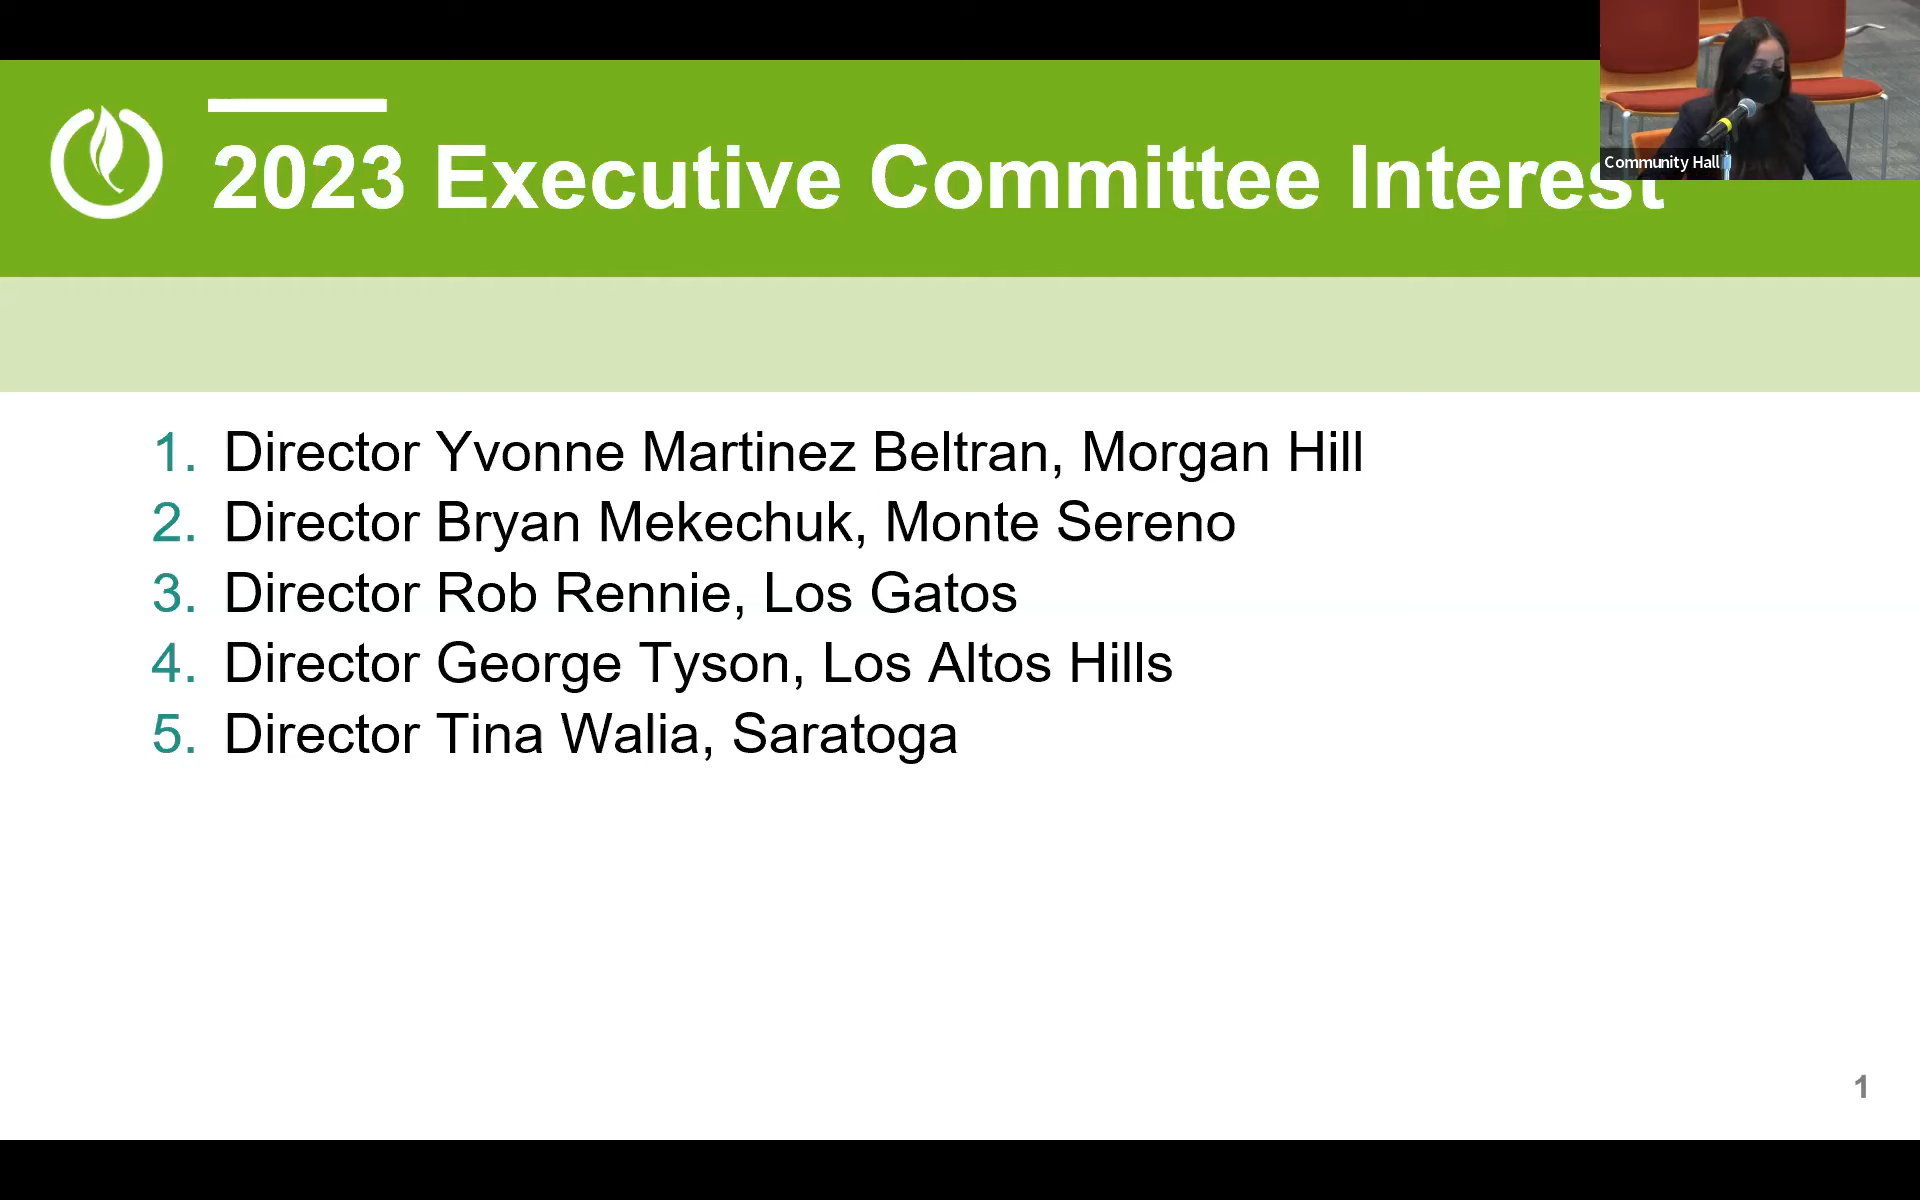 2023 Executive Committee Interest
Community Hall
1. Director Yvonne Martinez Beltran, Morgan Hill
2. Director Bryan Mekechuk, Monte Sereno
3. Director Rob Rennie, Los Gatos
4. Director George Tyson, Los Altos Hills
5. Director Tina Walia, Saratoga
1